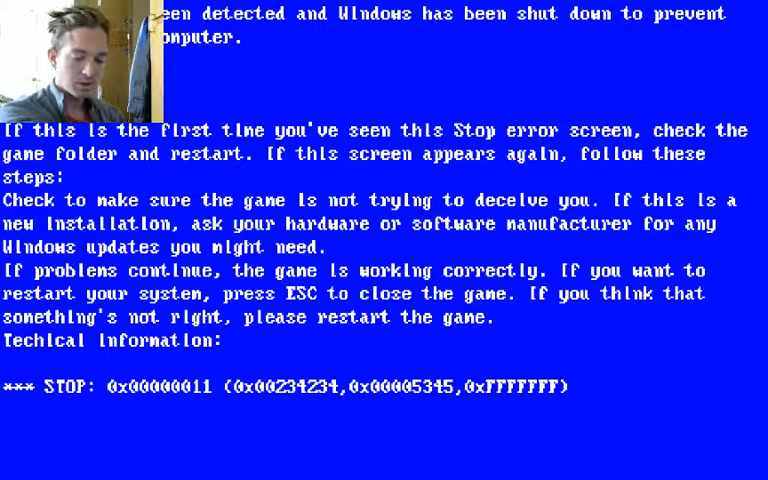 een detected and Windows has been shut down to prevent
omputer.
If this is the first time you've seen this Stop error screen, check the
game folder and restart. If this screen appears again, follow these
steps:
Check to make sure the game is not trying to deceive you. If this is a
new installation, ask your hardware or software manufacturer for any
Windows updates you might need.
If problems continue, the game is working correctly. If you want to
restart your system, press ESC to close the game. If you think that
something's not right, please restart the game.
Techical information:
*** STOP: 0x00000011 (0x00234234,0x00005345,0xFFFFFFF)